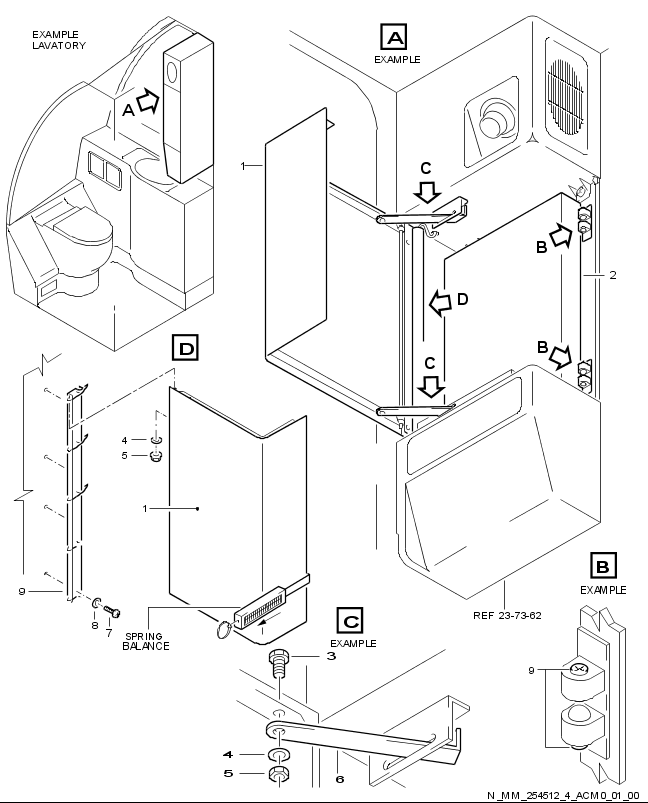 EXAMPLE
LAVATORY
A
A
EXAMPLE
1
C
B
D
2
B
C
D
4
5
1
9
8
7
SPRING
BALANCE
REF 23-73-62
B
EXAMPLE
C
EXAMPLE
3
9
4
5
6
N_MM_254512_4_ACM0_01_00